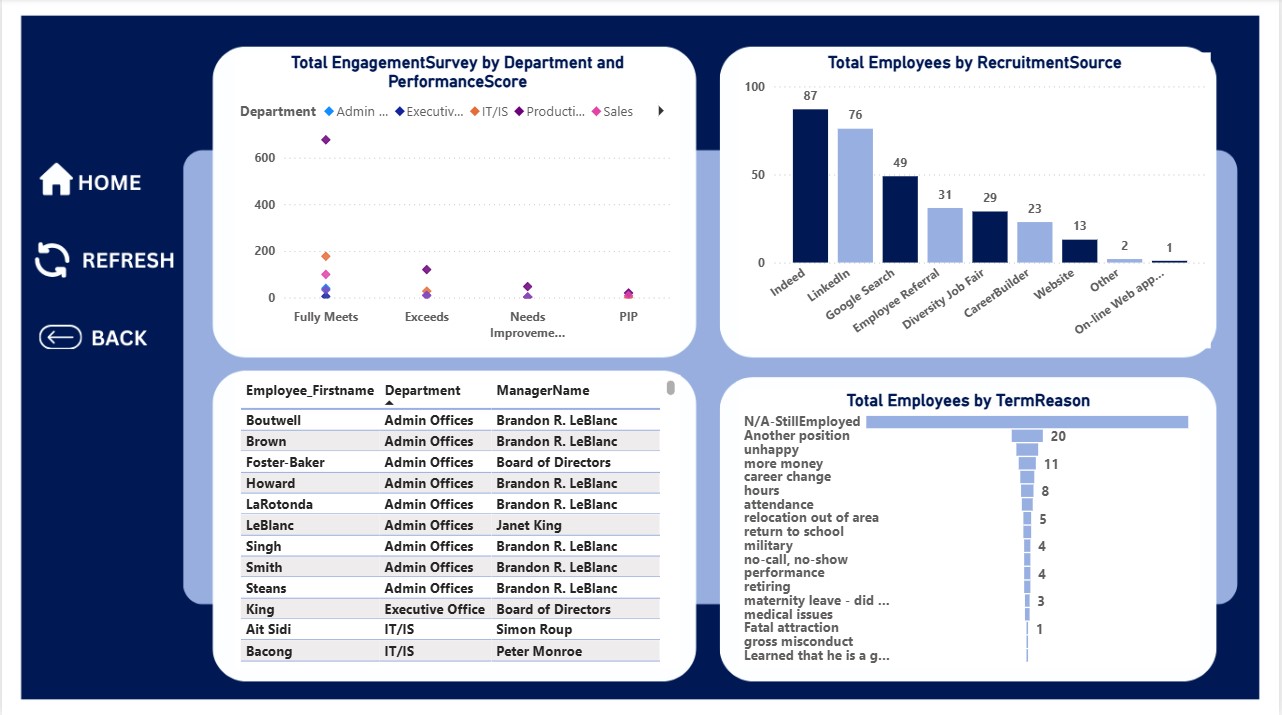 HOME
REFRESH
BACK
Total EngagementSurvey by Department and
PerformanceScore
Department Admin ... Executiv... IT/IS Producti... Sales
600
400
200
0
Fully Meets Exceeds Needs PIP
Improveme...
Total Employees by RecruitmentSource
100
50
0
87
76
49
31
29
23
13
2
1
Indeed
LinkedIn
Google Search
Employee Referral
Diversity Job Fair
CareerBuilder
Website
Other
On-line Web app...
Employee_Firstname Department ManagerName
Boutwell Admin Offices Brandon R. LeBlanc
Brown Admin Offices Brandon R. LeBlanc
Foster-Baker Admin Offices Board of Directors
Howard Admin Offices Brandon R. LeBlanc
LaRotonda Admin Offices Brandon R. LeBlanc
LeBlanc Admin Offices Janet King
Singh Admin Offices Brandon R. LeBlanc
Smith Admin Offices Brandon R. LeBlanc
Steans Admin Offices Brandon R. LeBlanc
King Executive Office Board of Directors
Ait Sidi IT/IS Simon Roup
Bacong IT/IS Peter Monroe
Total Employees by TermReason
N/A-StillEmployed
Another position 20
unhappy
more money 11
career change
hours 8
attendance
relocation out of area 5
return to school
military 4
no-call, no-show
performance 4
retiring
maternity leave - did ... 3
medical issues
Fatal attraction 1
gross misconduct
Learned that he is a g...